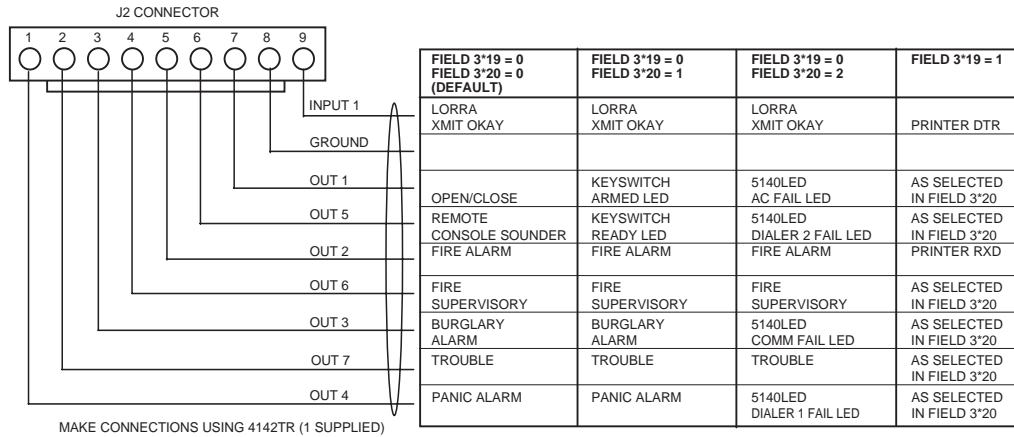 J2 CONNECTOR
1 2 3 4 5 6 7 8 9
INPUT 1
GROUND
OUT 1
OUT 5
OUT 2
OUT 6
OUT 3
OUT 7
OUT 4
MAKE CONNECTIONS USING 4142TR (1 SUPPLIED)
FIELD 3*19 = 0 FIELD 3*19 = 0 FIELD 3*19 = 0 FIELD 3*19 = 1
FIELD 3*20 = 0 FIELD 3*20 = 1 FIELD 3*20 = 2
(DEFAULT)
LORRA LORRA LORRA
XMIT OKAY XMIT OKAY XMIT OKAY PRINTER DTR
KEYSWITCH 5140LED AS SELECTED
OPEN/CLOSE ARMED LED AC FAIL LED IN FIELD 3*20
REMOTE KEYSWITCH 5140LED AS SELECTED
CONSOLE SOUNDER READY LED DIALER 2 FAIL LED IN FIELD 3*20
FIRE ALARM FIRE ALARM FIRE ALARM PRINTER RXD
FIRE FIRE FIRE AS SELECTED
SUPERVISORY SUPERVISORY SUPERVISORY IN FIELD 3*20
BURGLARY BURGLARY 5140LED AS SELECTED
ALARM ALARM COMM FAIL LED IN FIELD 3*20
TROUBLE TROUBLE TROUBLE AS SELECTED
IN FIELD 3*20
PANIC ALARM PANIC ALARM 5140LED AS SELECTED
DIALER 1 FAIL LED IN FIELD 3*20